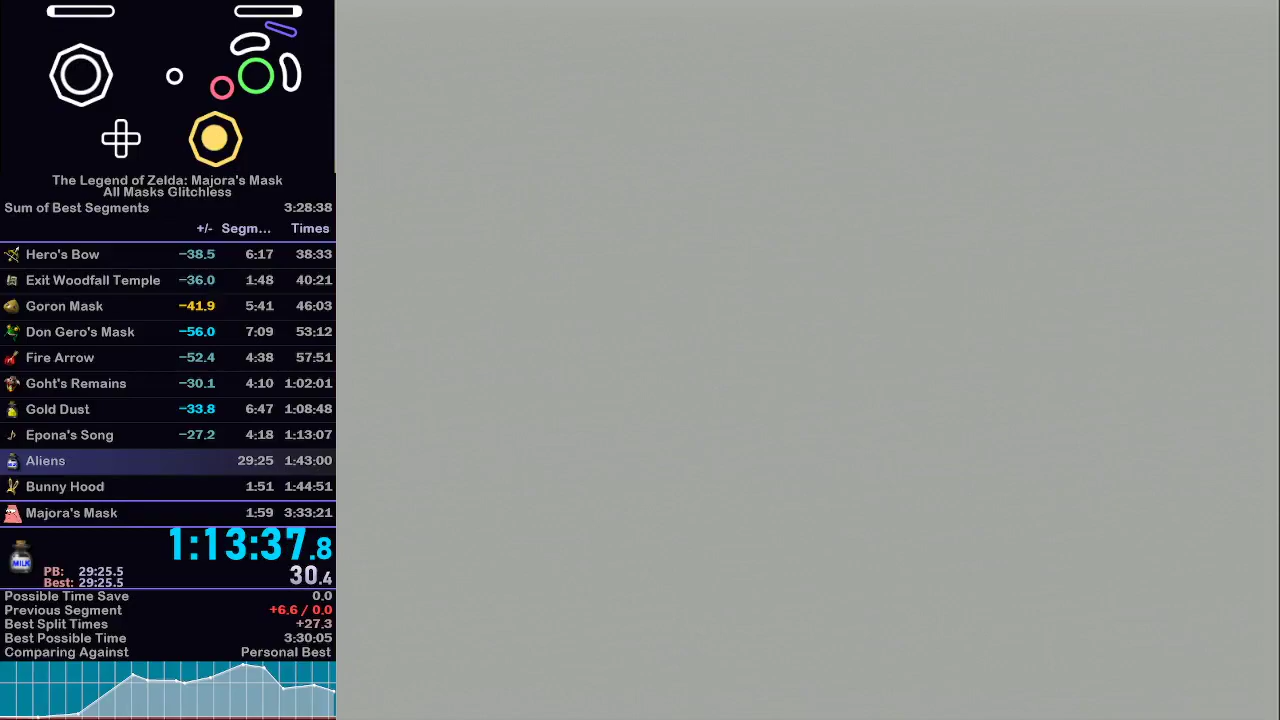 The Legend of Zelda: Majora's Mask
All Masks Glitchless
Sum of Best Segments 3:28:38
+/- Segm... Times
Hero's Bow −38.5 6:17 38:33
Exit Woodfall Temple −36.0 1:48 40:21
Goron Mask −41.9 5:41 46:03
Don Gero's Mask −56.0 7:09 53:12
Fire Arrow −52.4 4:38 57:51
Goht's Remains −30.1 4:10 1:02:01
Gold Dust −33.8 6:47 1:08:48
Epona's Song −27.2 4:18 1:13:07
Aliens 29:25 1:43:00
Bunny Hood 1:51 1:44:51
Majora's Mask 1:59 3:33:21
1:13:37.8
MILK
PB: 29:25.5 30.4
Best: 29:25.5
Possible Time Save 0.0
Previous Segment +6.6 / 0.0
Best Split Times +27.3
Best Possible Time 3:30:05
Comparing Against Personal Best